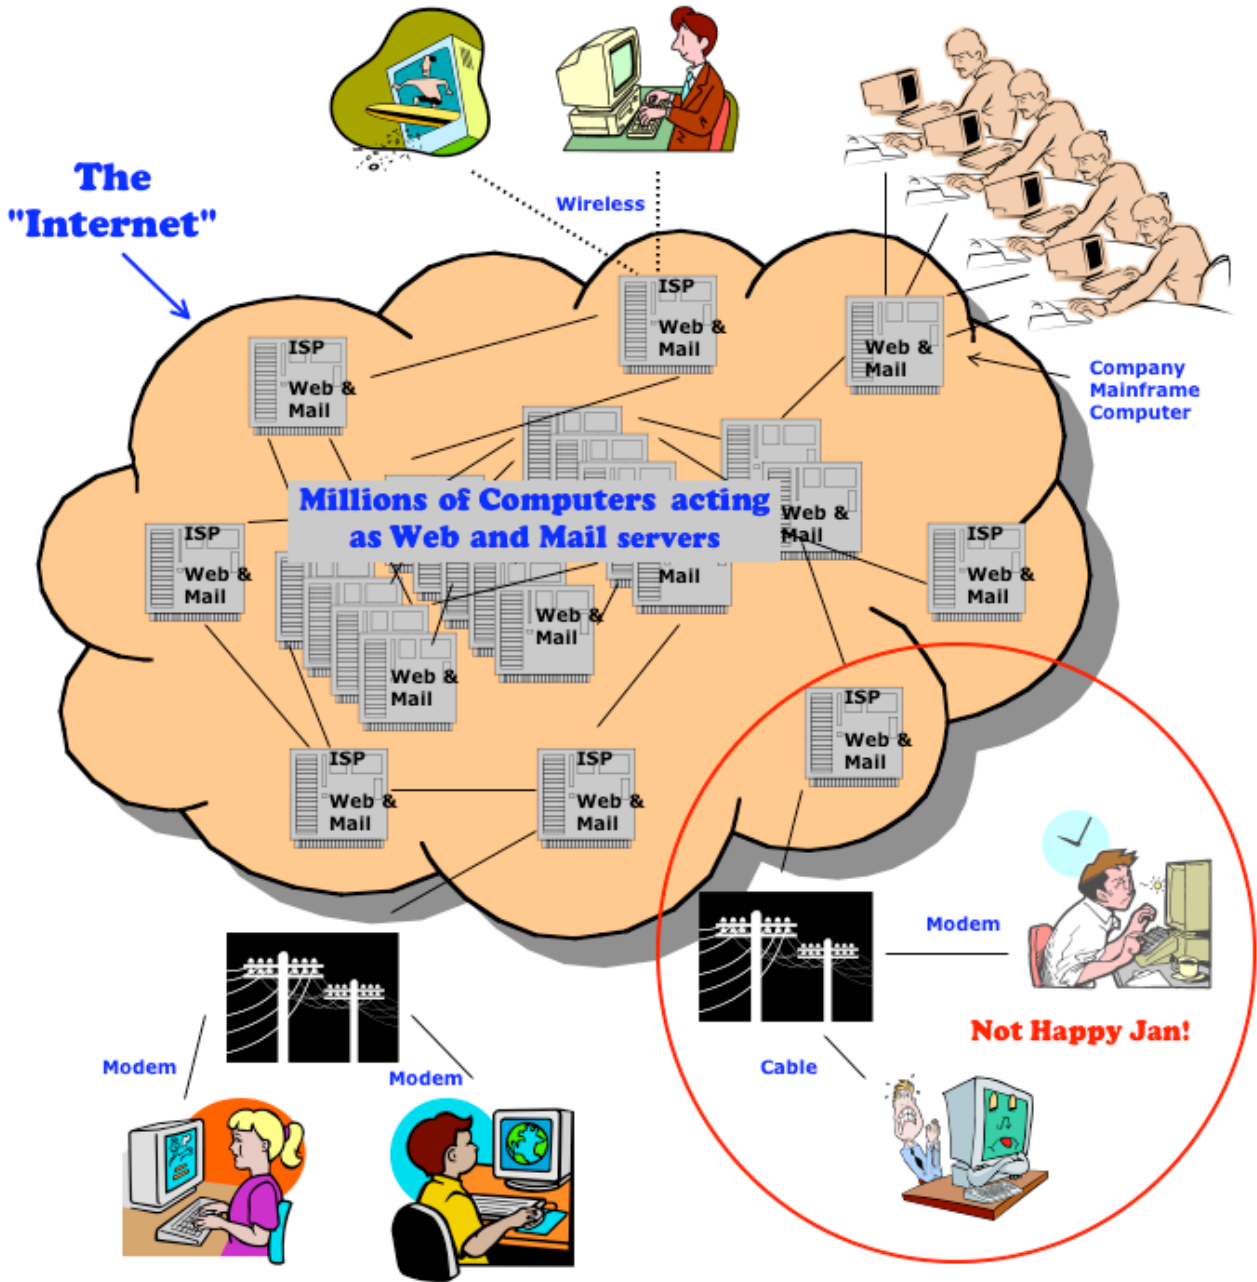 The
"Internet"
Wireless
ISP
Web &
Mail
ISP
Web &
Mail
Web &
Mail
Company
Mainframe
Computer
Millions of Computers acting
as Web and Mail servers
Web &
Mail
ISP
Web &
Mail
ISP
Web &
Mail
Mail
Web &
Mail
Web &
Mail
ISP
Web &
Mail
ISP
Web &
Mail
ISP
Web &
Mail
Modem
Not Happy Jan!
Cable
Modem
Modem